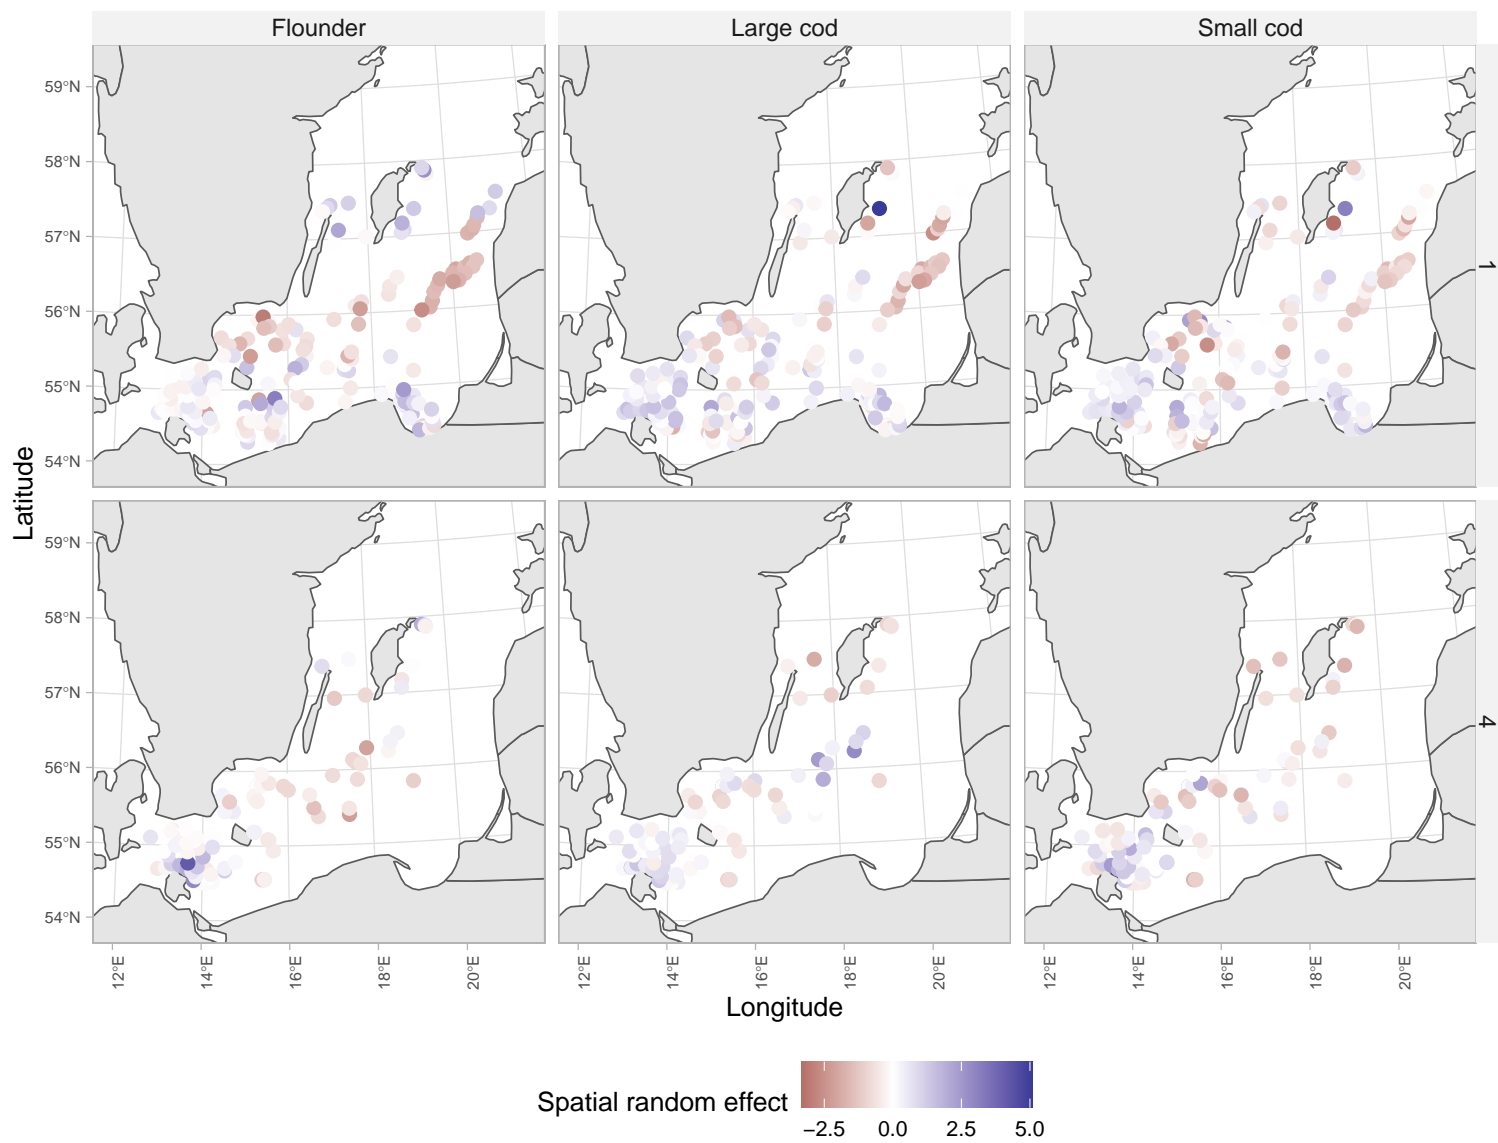 Flounder Large cod Small cod
59°N
58°N
57°N
56°N
55°N
54°N
1
Latitude
59°N
58°N
57°N
56°N
55°N
54°N
4
12°E 14°E 16°E 18°E 20°E 12°E 14°E 16°E 18°E 20°E 12°E 14°E 16°E 18°E 20°E
Longitude
Spatial random effect
−2.5 0.0 2.5 5.0